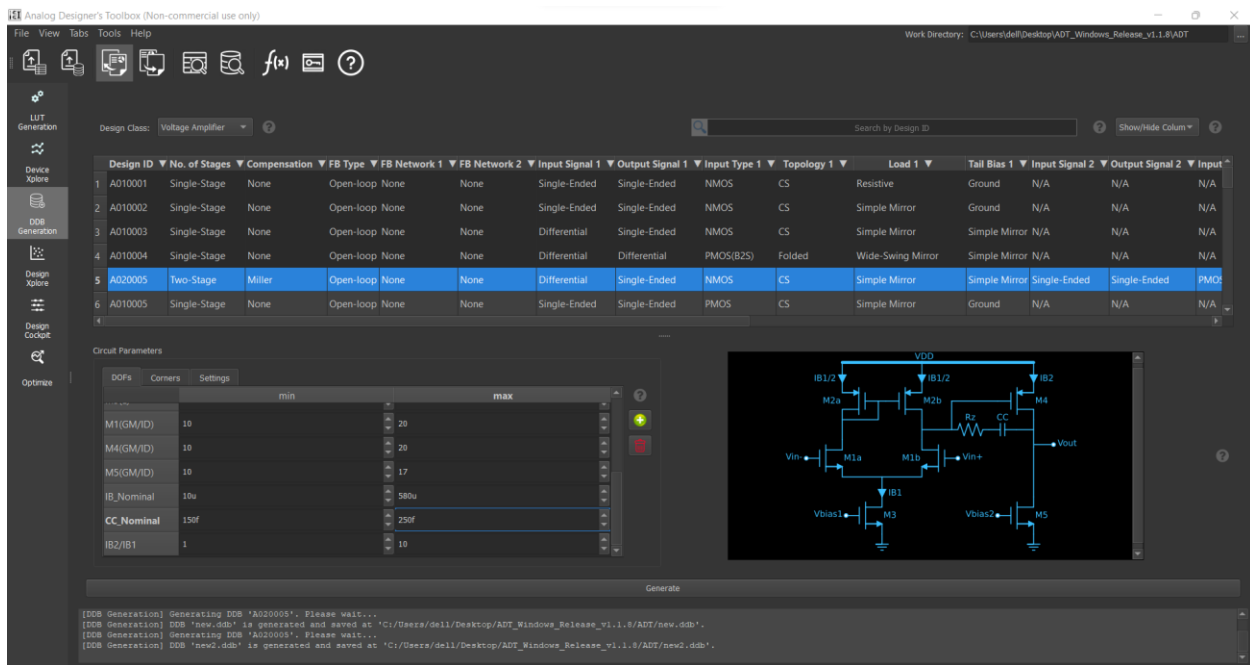 Analog Designer's Toolbox (Non-commercial use only)
File View Tabs Tools Help
Work Directory: C:\Users\dell\Desktop\ADT_Windows_Release_v1.1.8\ADT ...
f(x) ?
LUT
Generation
Device
Xplore
DDB
Generation
Design
Xplore
Design
Cockpit
Optimize
Design Class: Voltage Amplifier ? Search by Design ID ? Show/Hide Colum ?
Design ID No. of Stages Compensation FB Type FB Network 1 FB Network 2 Input Signal 1 Output Signal 1 Input Type 1 Topology 1 Load 1 Tail Bias 1 Input Signal 2 Output Signal 2 Input
1 A010001 Single-Stage None Open-loop None None Single-Ended Single-Ended NMOS CS Resistive Ground N/A N/A N/A
2 A010002 Single-Stage None Open-loop None None Single-Ended Single-Ended NMOS CS Simple Mirror Ground N/A N/A N/A
3 A010003 Single-Stage None Open-loop None None Differential Single-Ended NMOS CS Simple Mirror Simple Mirror N/A N/A N/A
4 A010004 Single-Stage None Open-loop None None Differential Differential PMOS(B2S) Folded Wide-Swing Mirror Simple Mirror N/A N/A N/A
5 A020005 Two-Stage Miller Open-loop None None Differential Single-Ended NMOS CS Simple Mirror Simple Mirror Single-Ended Single-Ended PMOS
6 A010005 Single-Stage None Open-loop None None Single-Ended Single-Ended PMOS CS Simple Mirror Ground N/A N/A N/A
Circuit Parameters
DOFs Corners Settings
min max ?
M1(GM/ID) 10 20
M4(GM/ID) 10 20
M5(GM/ID) 10 17
IB_Nominal 10u 580u
CC_Nominal 150f 250f
IB2/IB1 1 10
VDD
IB1/2 IB1/2 IB2
M2a M2b M4
Rz CC
Vout
Vin- M1a M1b Vin+
IB1
Vbias1 M3 Vbias2 M5
?
Generate
[DDB Generation] Generating DDB 'A020005'. Please wait...
[DDB Generation] DDB 'new.ddb' is generated and saved at 'C:/Users/dell/Desktop/ADT_Windows_Release_v1.1.8/ADT/new.ddb'.
[DDB Generation] Generating DDB 'A020005'. Please wait...
[DDB Generation] DDB 'new2.ddb' is generated and saved at 'C:/Users/dell/Desktop/ADT_Windows_Release_v1.1.8/ADT/new2.ddb'.